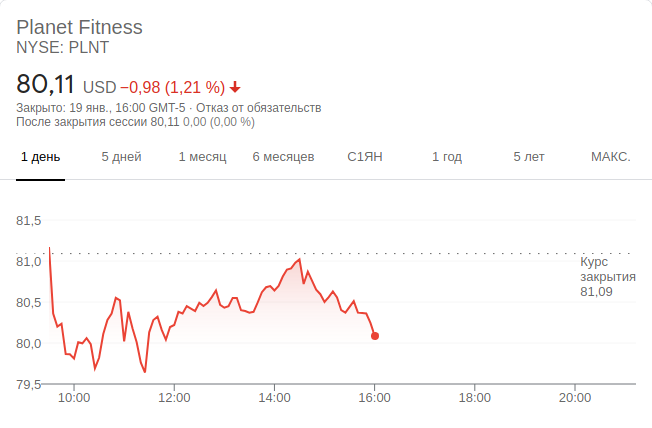 Planet Fitness
NYSE: PLNT
80,11 USD −0,98 (1,21 %)
Закрыто: 19 янв., 16:00 GMT-5 · Отказ от обязательств
После закрытия сессии 80,11 0,00 (0,00 %)
1 день 5 дней 1 месяц 6 месяцев С1ЯН 1 год 5 лет МАКС.
81,5
81,0
80,5
80,0
79,5
Курс
закрытия
81,09
10:00 12:00 14:00 16:00 18:00 20:00